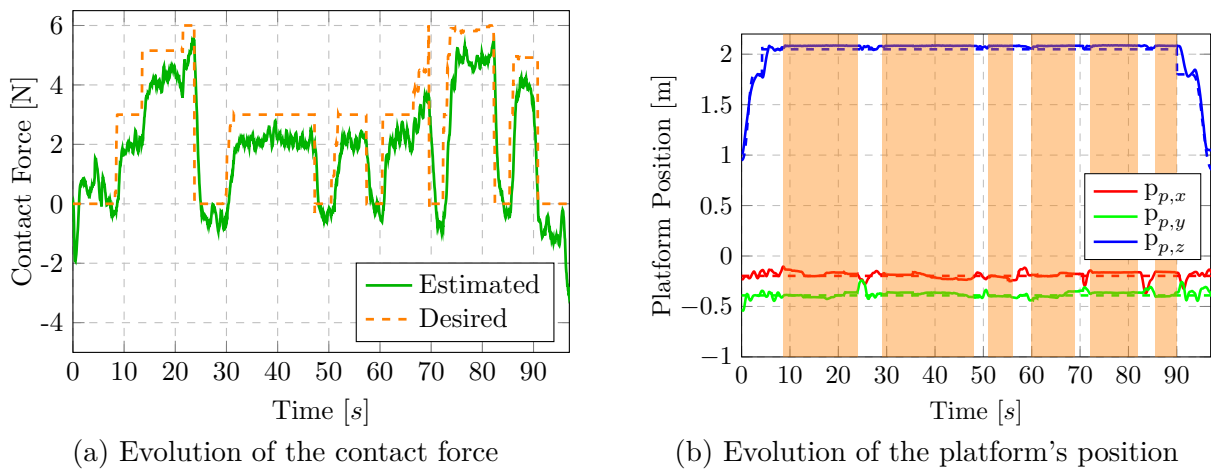 6
4
2
0
-2
-4
0 10 20 30 40 50 60 70 80 90
Contact Force [N]
Time [s]
Estimated
Desired
(a) Evolution of the contact force
2
1.5
1
0.5
0
−0.5
−1
0 10 20 30 40 50 60 70 80 90
Platform Position [m]
Time [s]
p_{p,x}
p_{p,y}
p_{p,z}
(b) Evolution of the platform's position